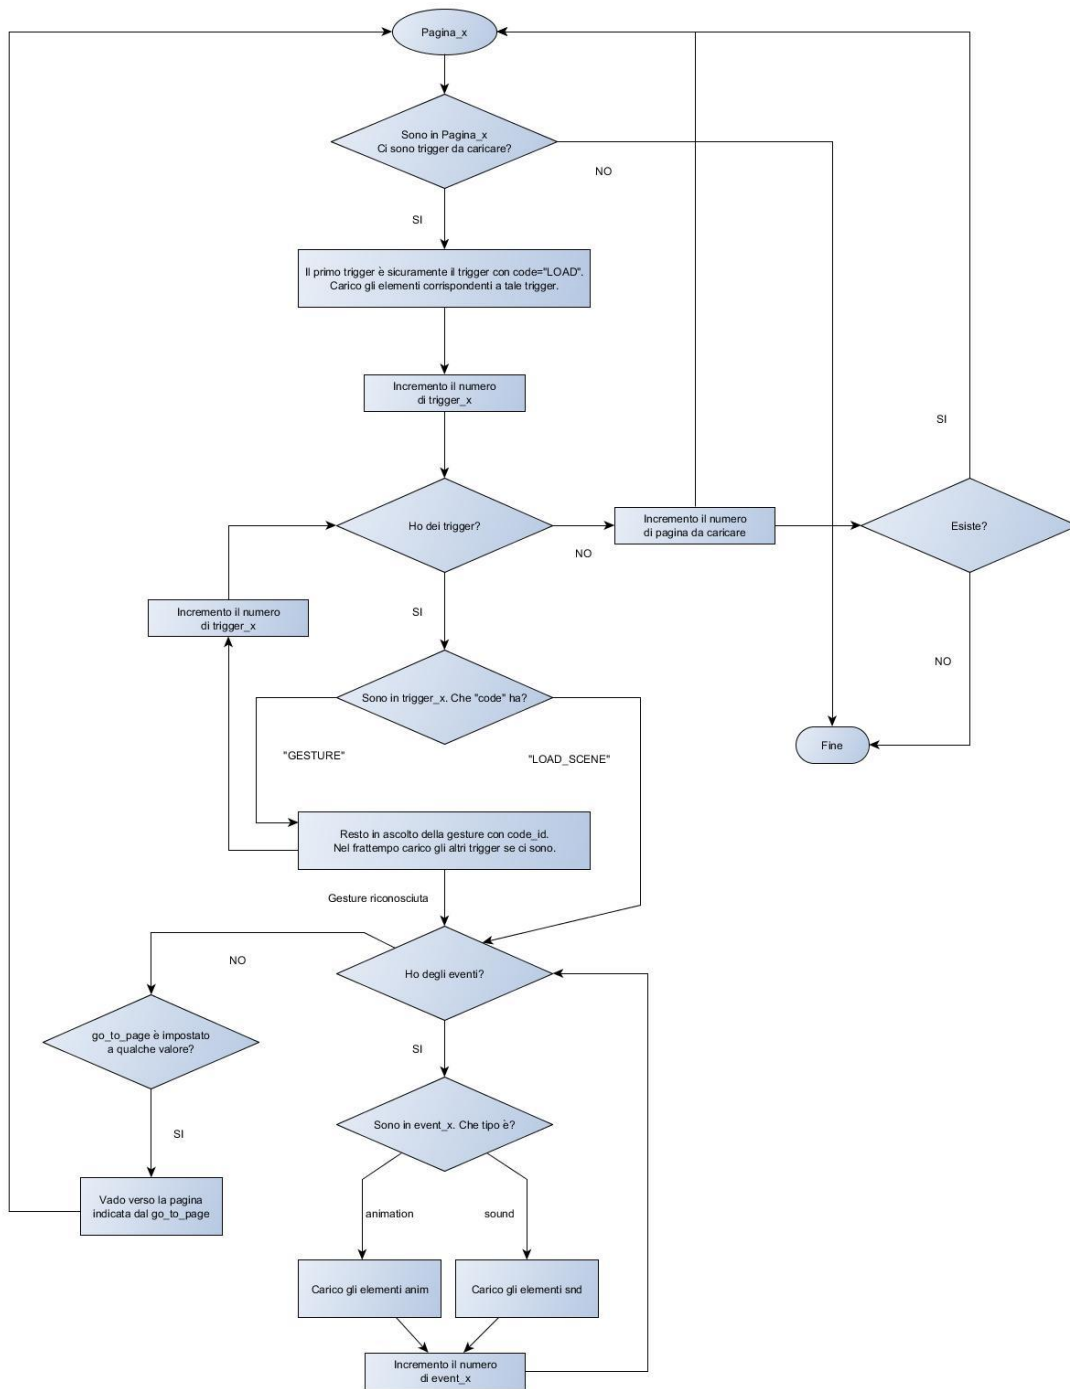 Pagina_x
Sono in Pagina_x
Ci sono trigger da caricare?
NO
SI
Il primo trigger è sicuramente il trigger con code="LOAD".
Carico gli elementi corrispondenti a tale trigger.
Incremento il numero
di trigger_x
SI
Ho dei trigger?
NO
Incremento il numero
di pagina da caricare
Esiste?
SI
Incremento il numero
di trigger_x
NO
Sono in trigger_x. Che "code" ha?
"GESTURE"
"LOAD_SCENE"
Fine
Resto in ascolto della gesture con code_id.
Nel frattempo carico gli altri trigger se ci sono.
Gesture riconosciuta
NO
Ho degli eventi?
go_to_page è impostato
a qualche valore?
SI
Sono in event_x. Che tipo è?
SI
Vado verso la pagina
indicata dal go_to_page
animation
sound
Carico gli elementi anim
Carico gli elementi snd
Incremento il numero
di event_x